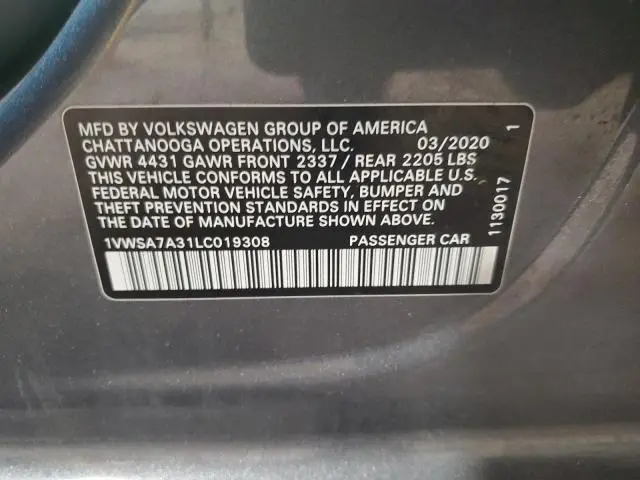 MFD BY VOLKSWAGEN GROUP OF AMERICA
CHATTANOOGA OPERATIONS, LLC. 03/2020
GVWR 4431 GAWR FRONT 2337 / REAR 2205 LBS
THIS VEHICLE CONFORMS TO ALL APPLICABLE U.S.
FEDERAL MOTOR VEHICLE SAFETY, BUMPER AND
THEFT PREVENTION STANDARDS IN EFFECT ON
THE DATE OF MANUFACTURE SHOWN ABOVE.
1VWSA7A31LC019308 PASSENGER CAR
1130017 1